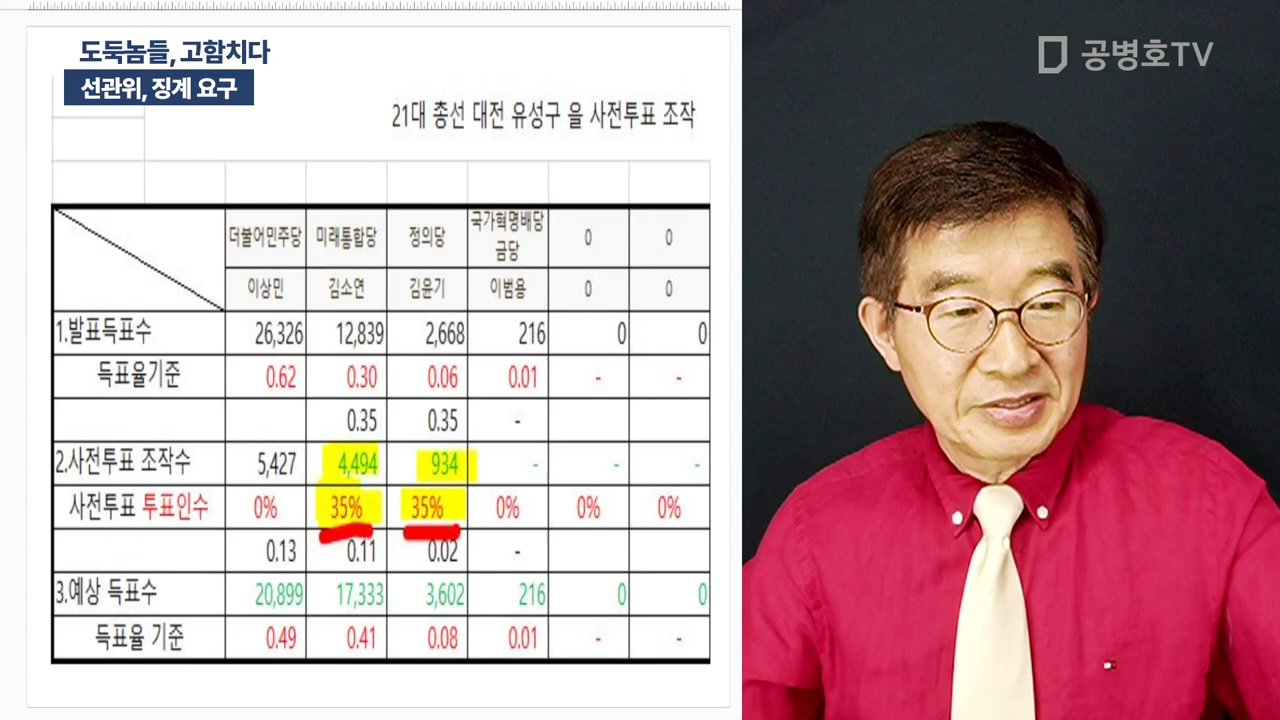 도둑놈들, 고함치다
선관위, 징계 요구
공병호TV
21대 총선 대전 유성구 을 사전투표 조작
더불어민주당 미래통합당 정의당 국가혁명배당금당 0 0
이상민 김소연 김윤기 이범용 0 0
1.발표득표수 26,326 12,839 2,668 216 0 0
득표율기준 0.62 0.30 0.06 0.01 - -
0.35 0.35 -
2.사전투표 조작수 5,427 4,494 934 - - -
사전투표 투표인수 0% 35% 35% 0% 0% 0%
0.13 0.11 0.02 -
3.예상 득표수 20,899 17,333 3,602 216 0 0
득표율 기준 0.49 0.41 0.08 0.01 - -